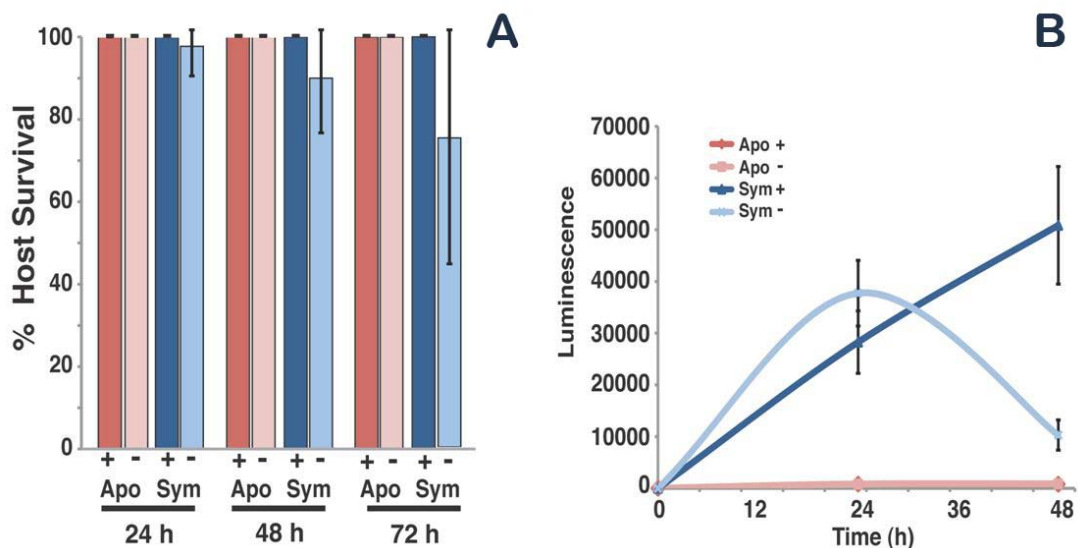 A
% Host Survival
100
80
60
40
20
0
+ - + - + - + - + - + -
Apo Sym Apo Sym Apo Sym
24 h 48 h 72 h
B
Luminescence
70000
60000
50000
40000
30000
20000
10000
0
Apo +
Apo -
Sym +
Sym -
0 12 24 36 48
Time (h)